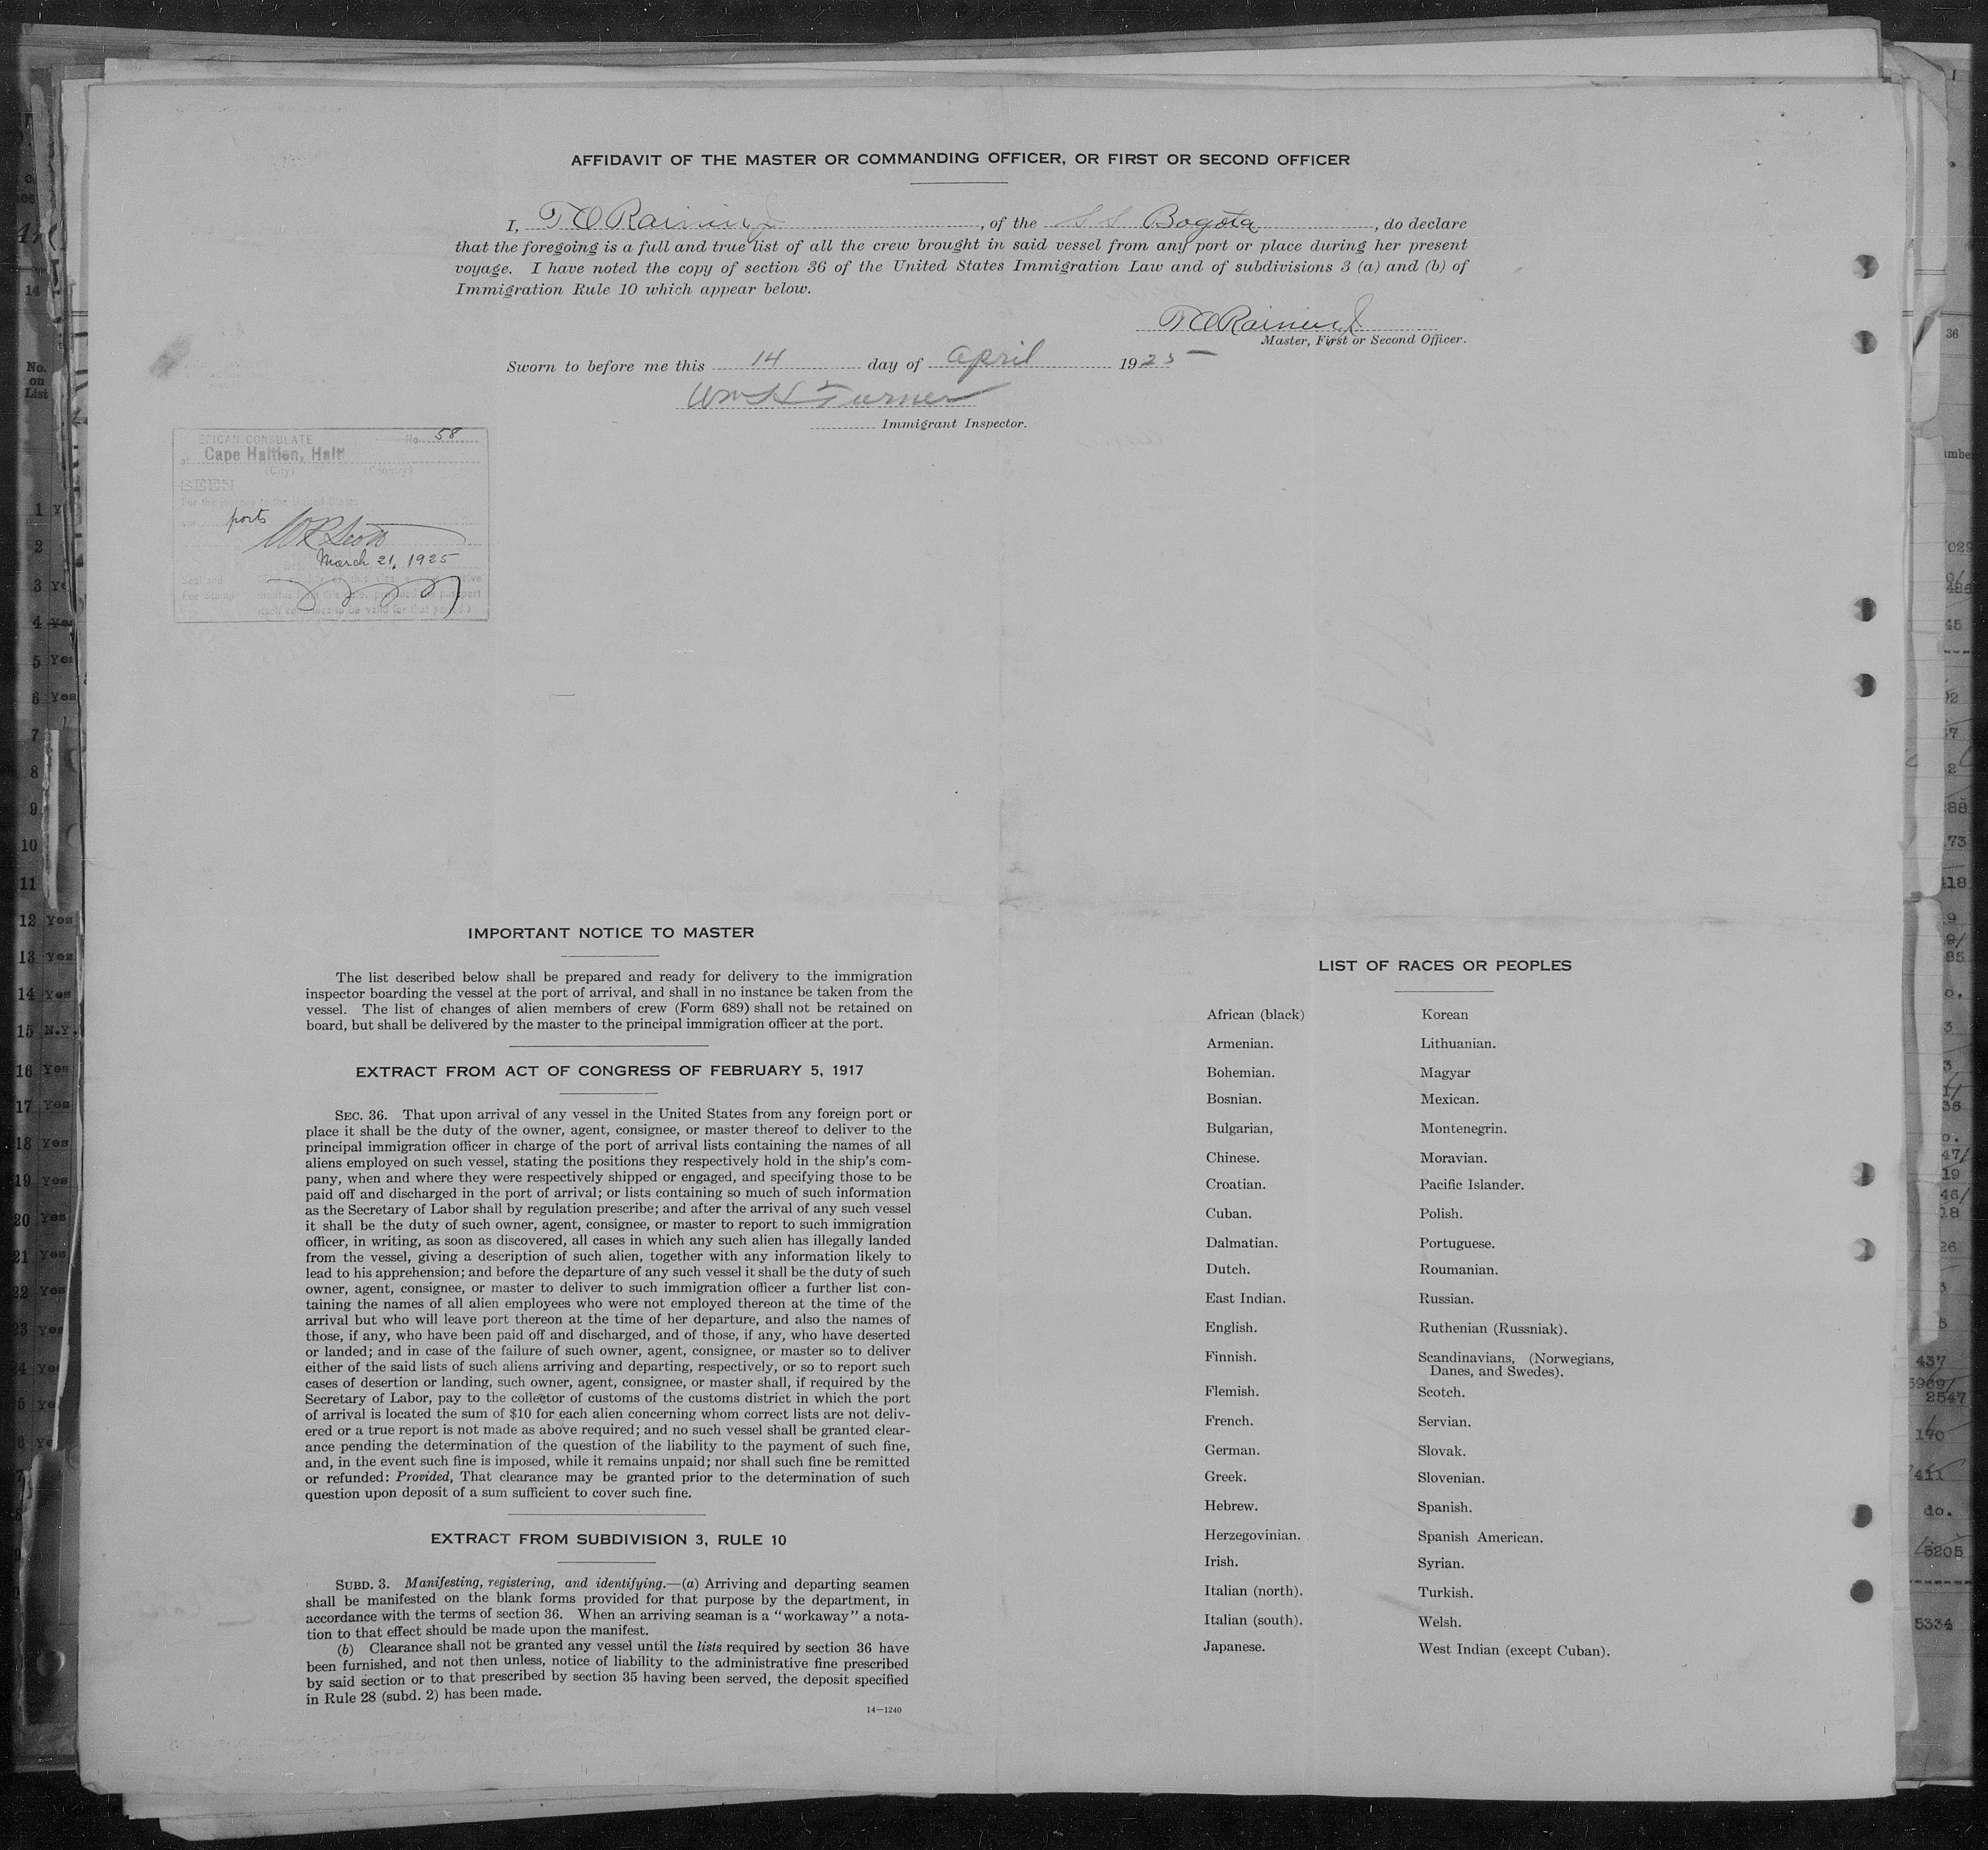 AFFIDAVIT OF THE MASTER OR COMMANDING OFFICER, OR FIRST OR SECOND OFFICER
I, T O Rainier, of the S S Bogota, do declare
that the foregoing is a full and true list of all the crew brought in said vessel from any port or place during her present
voyage. I have noted the copy of section 36 of the United States Immigration Law and of subdivisions 3 (a) and (b) of
Immigration Rule 10 which appear below.
T O Rainier
Master, First or Second Officer.
Sworn to before me this 14 day of April 1925
Wm H Turner
Immigrant Inspector.
RICAN CONSULATE No. 58
at Cape Haitien, Haiti
(City) (Country)
SEEN
For the journey to the United States
via ports
W R Scott
March 21, 1925
Seal and
Fee Stamp
IMPORTANT NOTICE TO MASTER
The list described below shall be prepared and ready for delivery to the immigration
inspector boarding the vessel at the port of arrival, and shall in no instance be taken from the
vessel. The list of changes of alien members of crew (Form 689) shall not be retained on
board, but shall be delivered by the master to the principal immigration officer at the port.
EXTRACT FROM ACT OF CONGRESS OF FEBRUARY 5, 1917
SEC. 36. That upon arrival of any vessel in the United States from any foreign port or
place it shall be the duty of the owner, agent, consignee, or master thereof to deliver to the
principal immigration officer in charge of the port of arrival lists containing the names of all
aliens employed on such vessel, stating the positions they respectively hold in the ship's com-
pany, when and where they were respectively shipped or engaged, and specifying those to be
paid off and discharged in the port of arrival; or lists containing so much of such information
as the Secretary of Labor shall by regulation prescribe; and after the arrival of any such vessel
it shall be the duty of such owner, agent, consignee, or master to report to such immigration
officer, in writing, as soon as discovered, all cases in which any such alien has illegally landed
from the vessel, giving a description of such alien, together with any information likely to
lead to his apprehension; and before the departure of any such vessel it shall be the duty of such
owner, agent, consignee, or master to deliver to such immigration officer a further list con-
taining the names of all alien employees who were not employed thereon at the time of the
arrival but who will leave port thereon at the time of her departure, and also the names of
those, if any, who have been paid off and discharged, and of those, if any, who have deserted
or landed; and in case of the failure of such owner, agent, consignee, or master so to deliver
either of the said lists of such aliens arriving and departing, respectively, or so to report such
cases of desertion or landing, such owner, agent, consignee, or master shall, if required by the
Secretary of Labor, pay to the collector of customs of the customs district in which the port
of arrival is located the sum of $10 for each alien concerning whom correct lists are not deliv-
ered or a true report is not made as above required; and no such vessel shall be granted clear-
ance pending the determination of the question of the liability to the payment of such fine,
and, in the event such fine is imposed, while it remains unpaid; nor shall such fine be remitted
or refunded: Provided, That clearance may be granted prior to the determination of such
question upon deposit of a sum sufficient to cover such fine.
EXTRACT FROM SUBDIVISION 3, RULE 10
SUBD. 3. Manifesting, registering, and identifying.—(a) Arriving and departing seamen
shall be manifested on the blank forms provided for that purpose by the department, in
accordance with the terms of section 36. When an arriving seaman is a "workaway" a nota-
tion to that effect should be made upon the manifest.
(b) Clearance shall not be granted any vessel until the lists required by section 36 have
been furnished, and not then unless, notice of liability to the administrative fine prescribed
by said section or to that prescribed by section 35 having been served, the deposit specified
in Rule 28 (subd. 2) has been made.
14—1240
LIST OF RACES OR PEOPLES
African (black)
Armenian.
Bohemian.
Bosnian.
Bulgarian,
Chinese.
Croatian.
Cuban.
Dalmatian.
Dutch.
East Indian.
English.
Finnish.
Flemish.
French.
German.
Greek.
Hebrew.
Herzegovinian.
Irish.
Italian (north).
Italian (south).
Japanese.
Korean
Lithuanian.
Magyar
Mexican.
Montenegrin.
Moravian.
Pacific Islander.
Polish.
Portuguese.
Roumanian.
Russian.
Ruthenian (Russniak).
Scandinavians, (Norwegians,
Danes, and Swedes).
Scotch.
Servian.
Slovak.
Slovenian.
Spanish.
Spanish American.
Syrian.
Turkish.
Welsh.
West Indian (except Cuban).